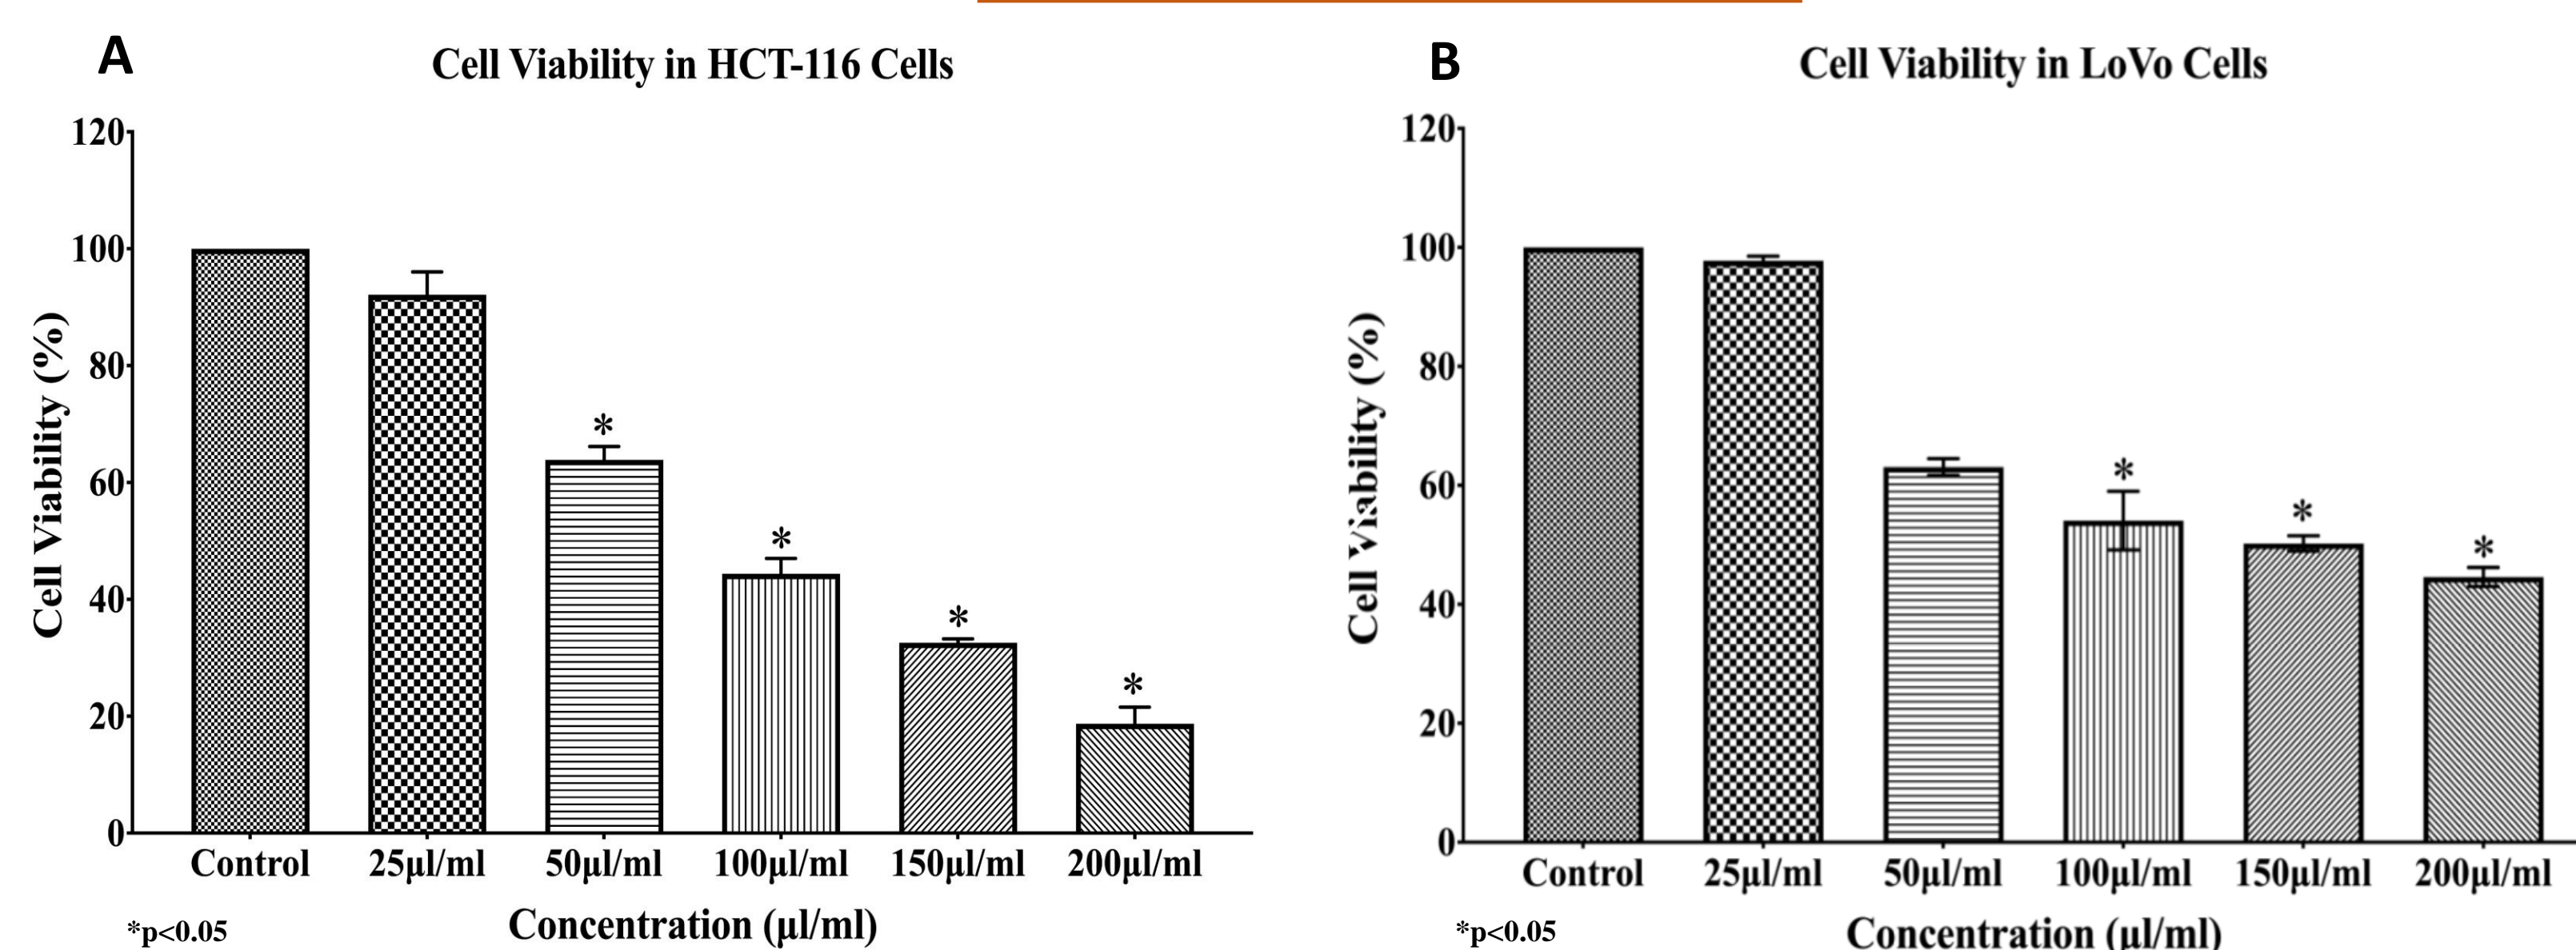 A
Cell Viability in HCT-116 Cells
120
100
80
60
40
20
0
Cell Viability (%)
*
*
*
*
Control 25µl/ml 50µl/ml 100µl/ml 150µl/ml 200µl/ml
*p<0.05
Concentration (µl/ml)
B
Cell Viability in LoVo Cells
120
100
80
60
40
20
0
Cell Viability (%)
*
*
*
Control 25µl/ml 50µl/ml 100µl/ml 150µl/ml 200µl/ml
*p<0.05
Concentration (µl/ml)